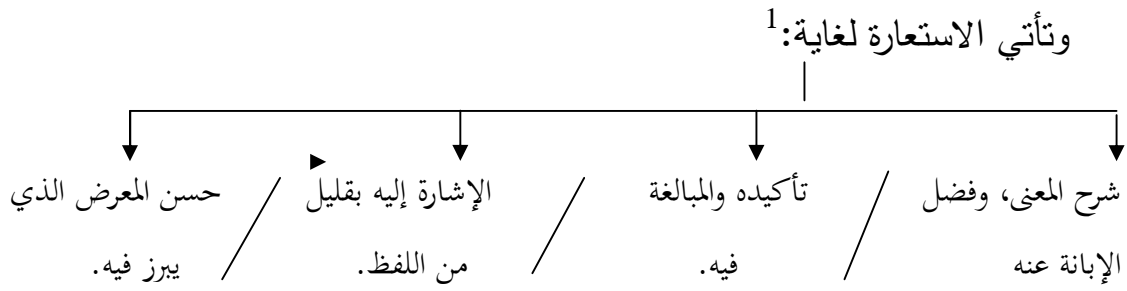 وتأتي الاستعارة لغاية:1
شرح المعنى، وفضل
الإبانة عنه
تأكيده والمبالغة
فيه.
الإشارة إليه بقليل
من اللفظ.
حسن المعرض الذي
يبرز فيه.